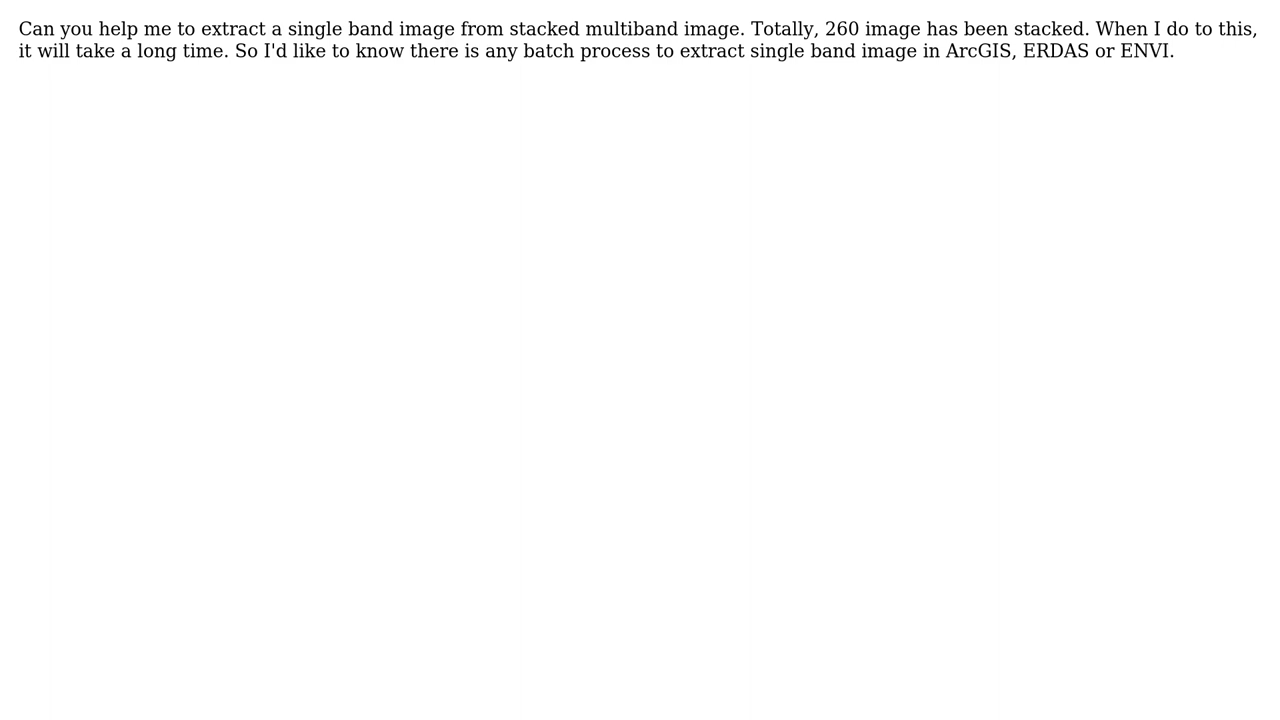 Can you help me to extract a single band image from stacked multiband image. Totally, 260 image has been stacked. When I do to this,
it will take a long time. So I'd like to know there is any batch process to extract single band image in ArcGIS, ERDAS or ENVI.